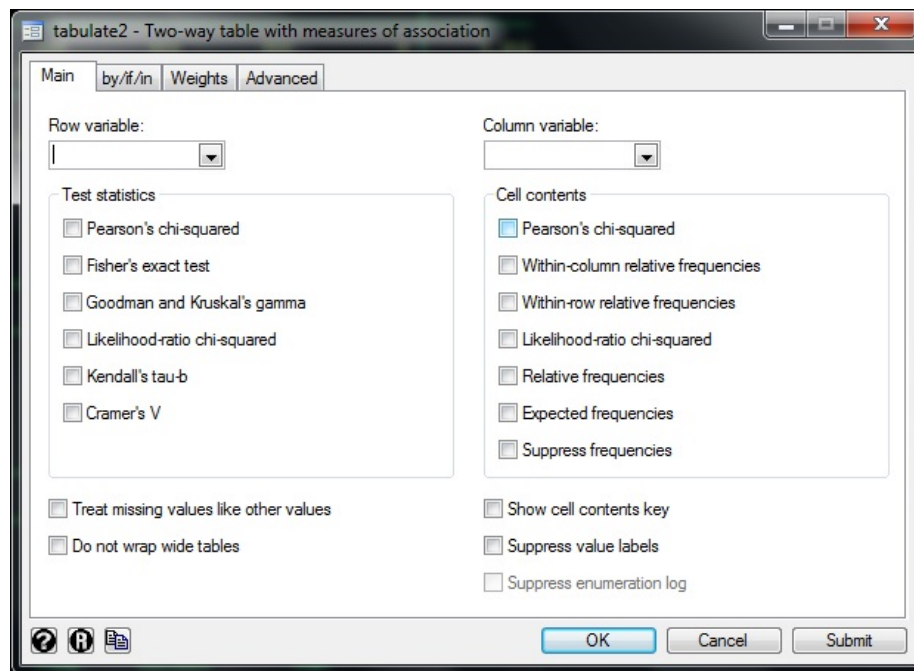 tabulate2 - Two-way table with measures of association
Main by/if/in Weights Advanced
Row variable:
Column variable:
Test statistics
Pearson's chi-squared
Fisher's exact test
Goodman and Kruskal's gamma
Likelihood-ratio chi-squared
Kendall's tau-b
Cramer's V
Cell contents
Pearson's chi-squared
Within-column relative frequencies
Within-row relative frequencies
Likelihood-ratio chi-squared
Relative frequencies
Expected frequencies
Suppress frequencies
Treat missing values like other values
Do not wrap wide tables
Show cell contents key
Suppress value labels
Suppress enumeration log
? R
OK Cancel Submit